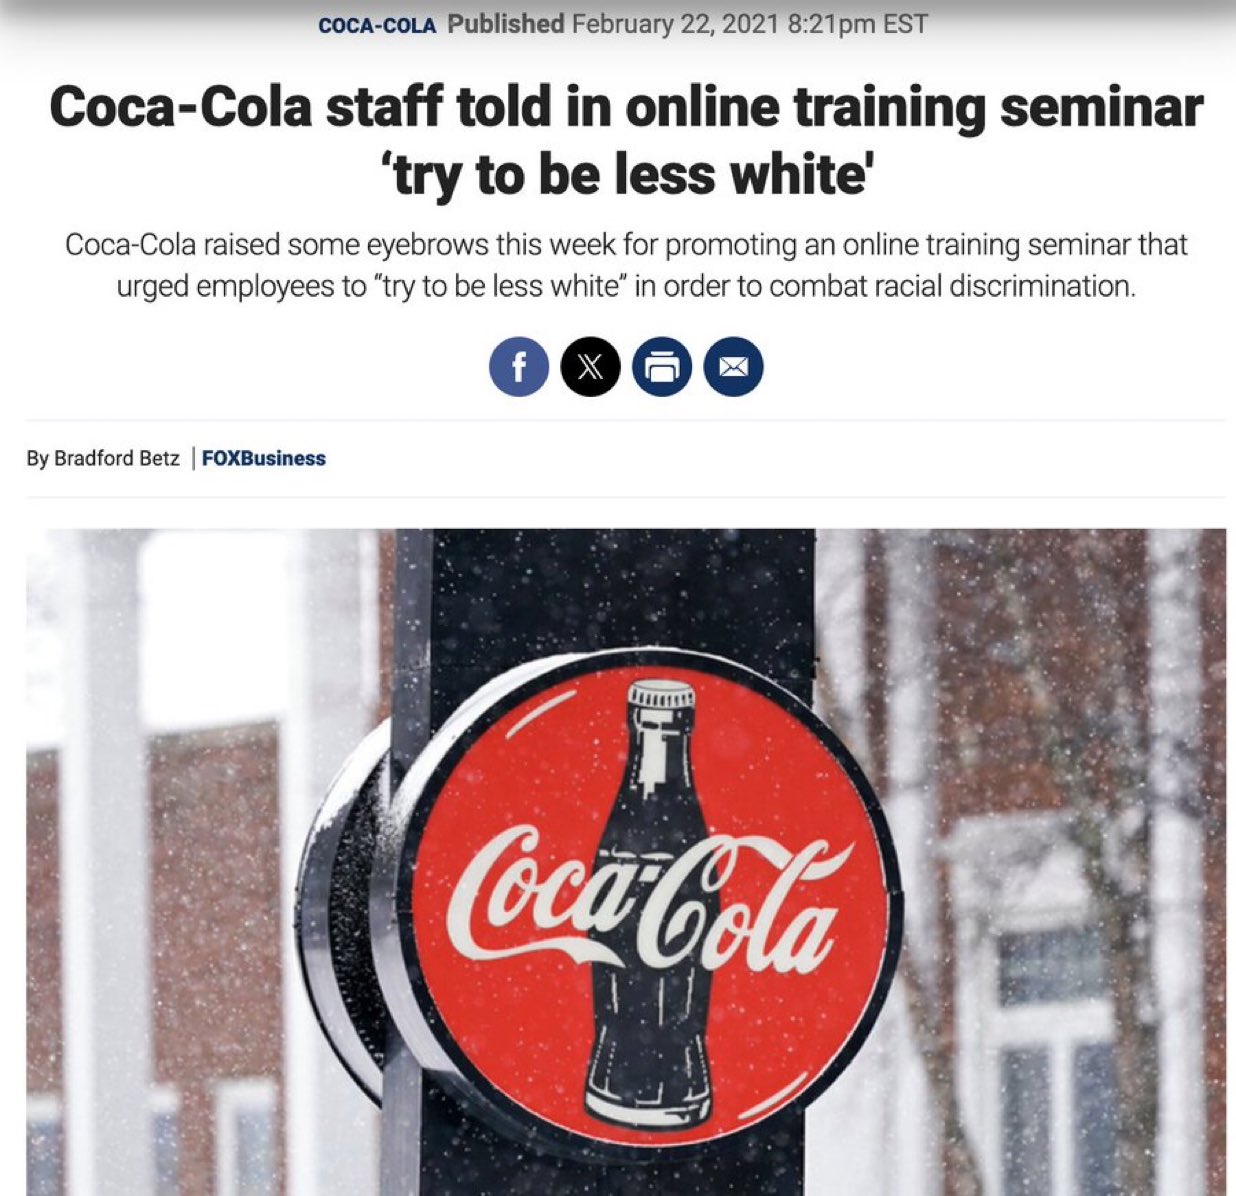 COCA-COLA Published February 22, 2021 8:21pm EST
Coca-Cola staff told in online training seminar
‘try to be less white'
Coca-Cola raised some eyebrows this week for promoting an online training seminar that
urged employees to “try to be less white” in order to combat racial discrimination.
f X
By Bradford Betz | FOXBusiness
Coca-Cola